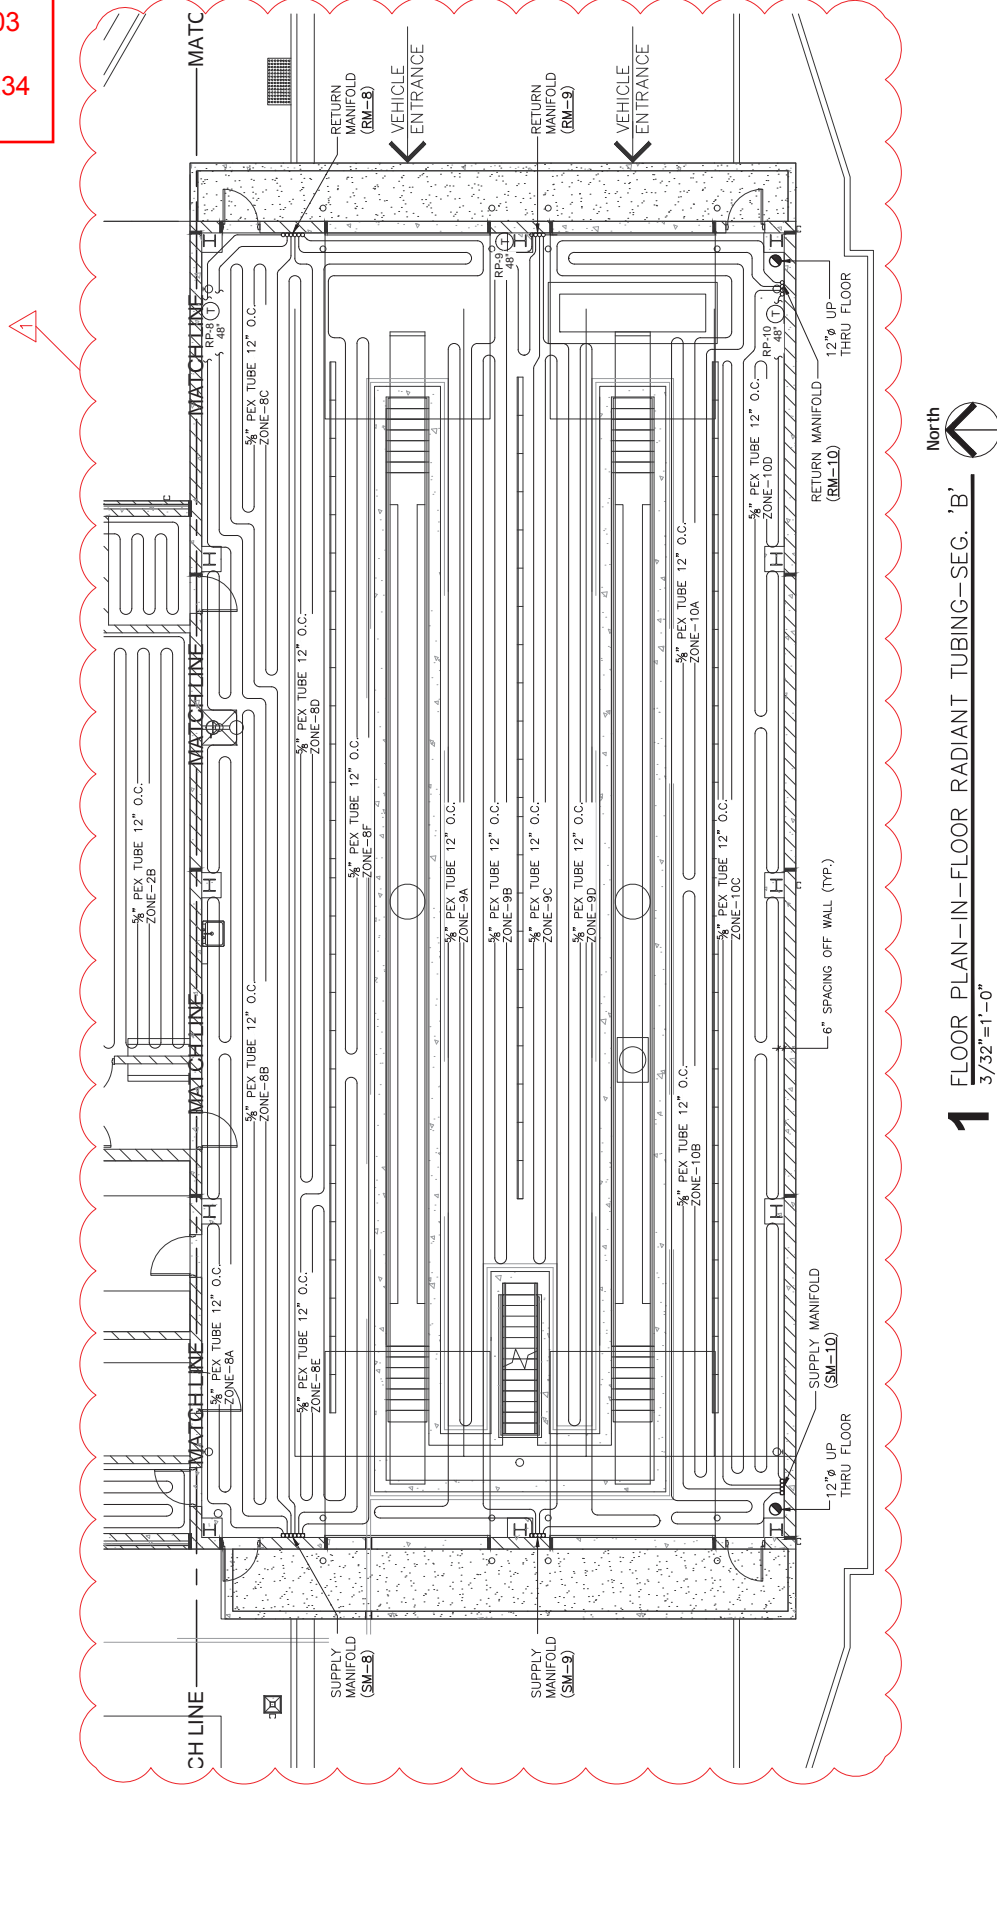 03
34
1
MATC
MATCH LINE
MATCH LINE
MATCH LINE
MATCH LINE
CH LINE
RETURN
MANIFOLD
(RM-8)
VEHICLE
ENTRANCE
RETURN
MANIFOLD
(RM-9)
VEHICLE
ENTRANCE
RP-8
T
48"
RP-9
T
48"
RP-10
T
48"
12"ø UP
THRU FLOOR
RETURN MANIFOLD
(RM-10)
⅝" PEX TUBE 12" O.C.
ZONE-8C
⅝" PEX TUBE 12" O.C.
ZONE-10D
⅝" PEX TUBE 12" O.C.
ZONE-8D
⅝" PEX TUBE 12" O.C.
ZONE-10A
⅝" PEX TUBE 12" O.C.
ZONE-2B
⅝" PEX TUBE 12" O.C.
ZONE-8F
⅝" PEX TUBE 12" O.C.
ZONE-9A
⅝" PEX TUBE 12" O.C.
ZONE-9B
⅝" PEX TUBE 12" O.C.
ZONE-9C
⅝" PEX TUBE 12" O.C.
ZONE-9D
⅝" PEX TUBE 12" O.C.
ZONE-10C
⅝" PEX TUBE 12" O.C.
ZONE-8B
⅝" PEX TUBE 12" O.C.
ZONE-10B
6" SPACING OFF WALL (TYP.)
⅝" PEX TUBE 12" O.C.
ZONE-8A
⅝" PEX TUBE 12" O.C.
ZONE-8E
SUPPLY MANIFOLD
(SM-10)
12"ø UP
THRU FLOOR
SUPPLY
MANIFOLD
(SM-8)
SUPPLY
MANIFOLD
(SM-9)
North
1
FLOOR PLAN-IN-FLOOR RADIANT TUBING-SEG. 'B'
3/32"=1'-0"